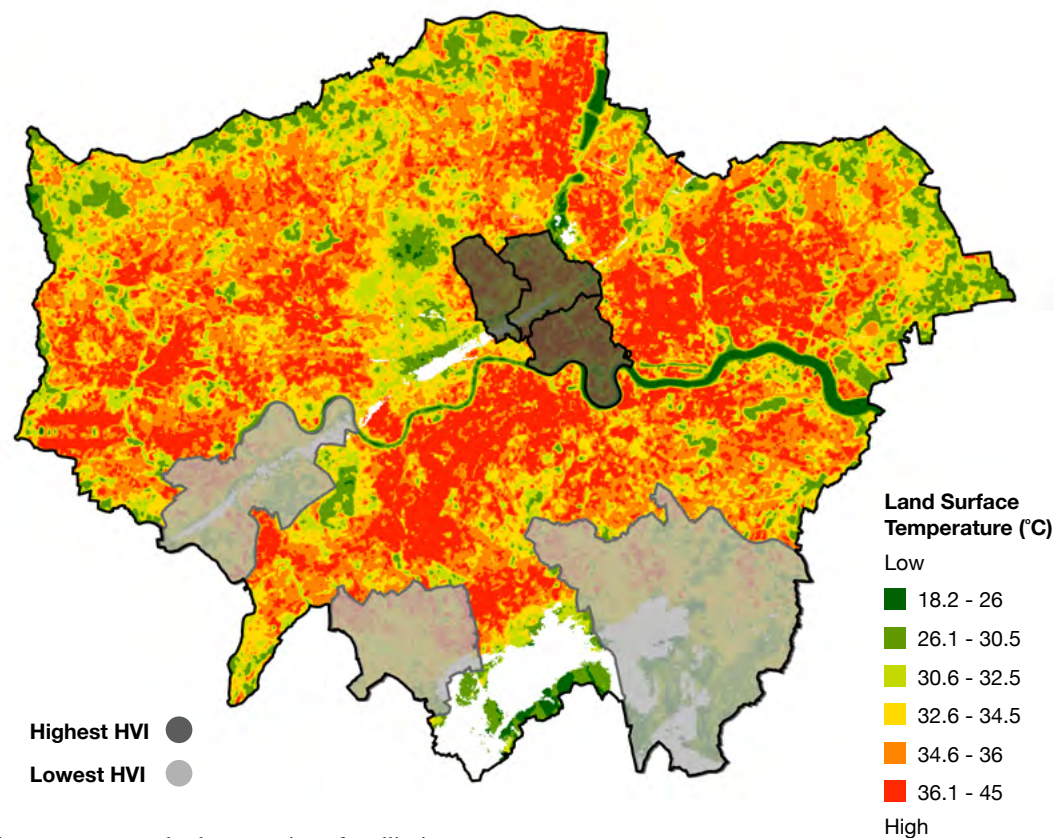 Land Surface
Temperature (˚C)
Low
18.2 - 26
26.1 - 30.5
30.6 - 32.5
32.6 - 34.5
34.6 - 36
36.1 - 45
High
Highest HVI
Lowest HVI